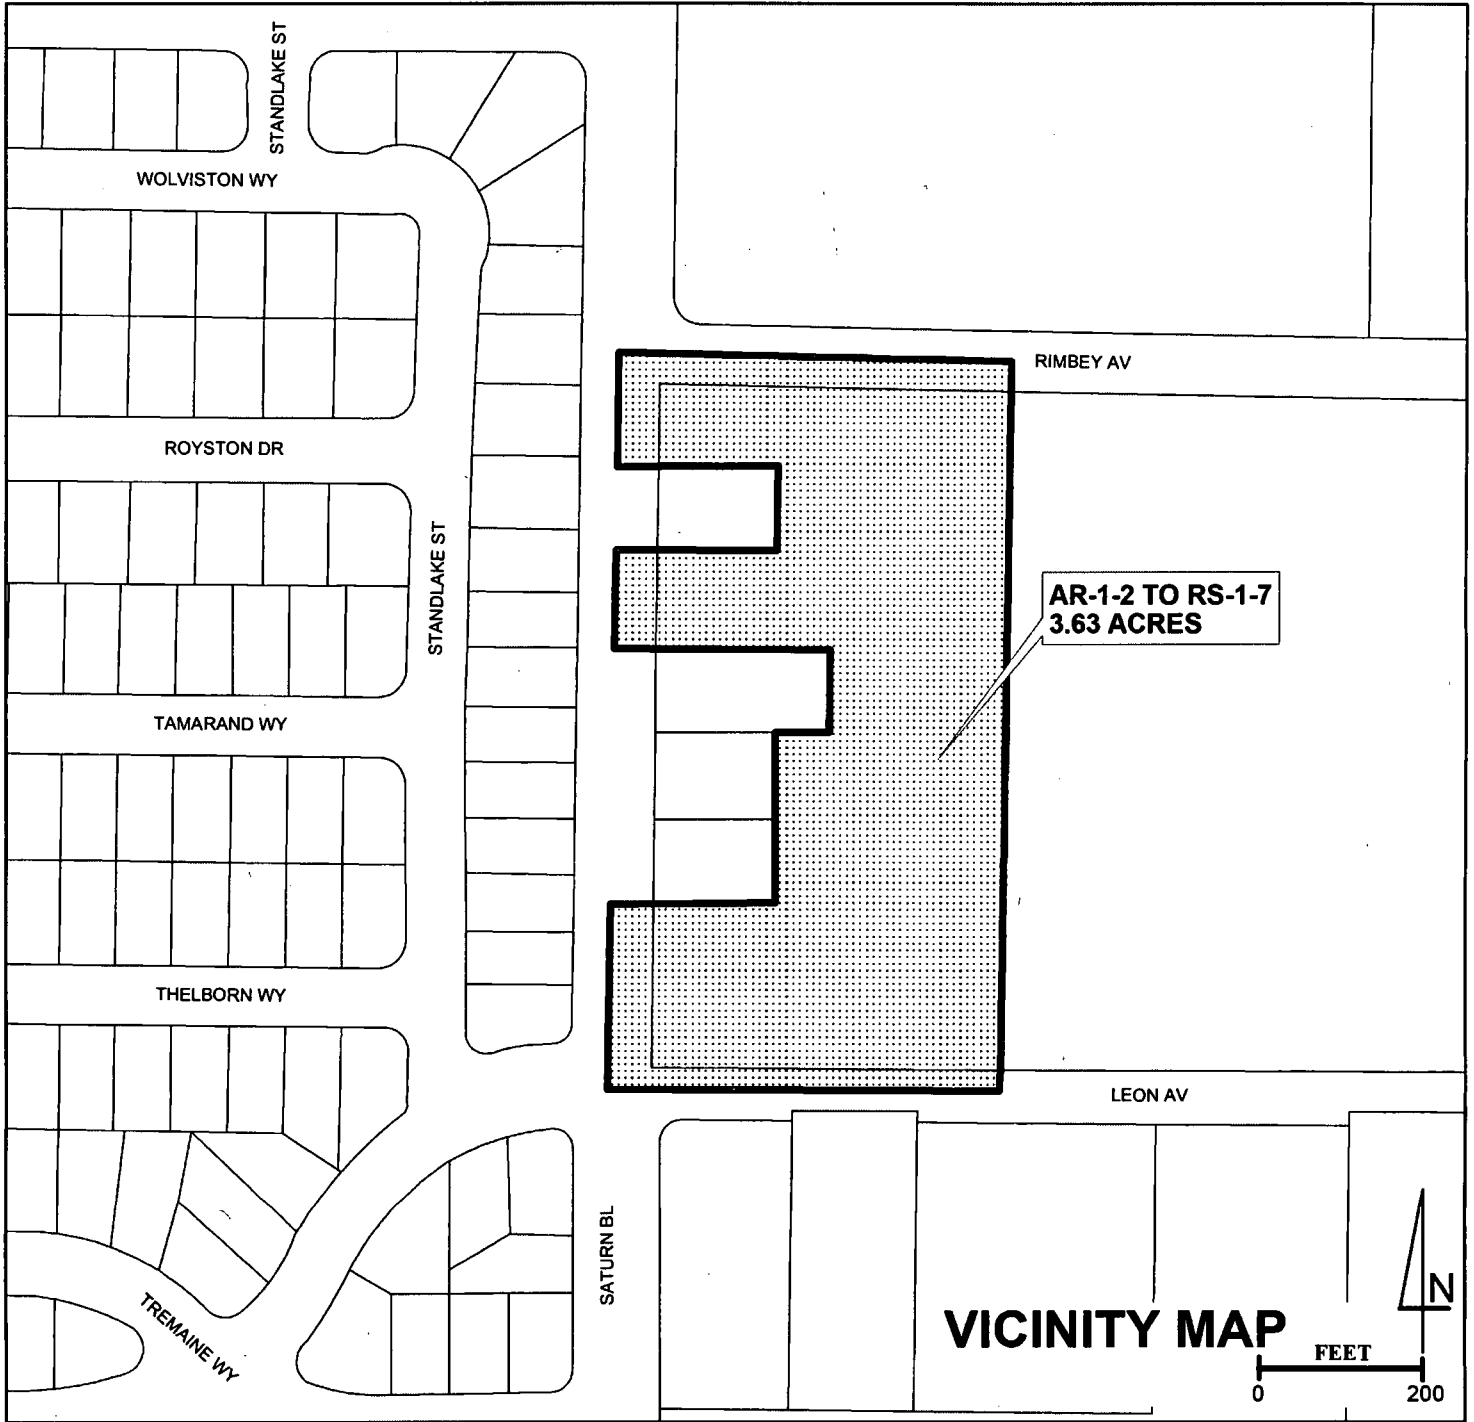 STANDLAKE ST
WOLVISTON WY
RIMBEY AV
ROYSTON DR
STANDLAKE ST
AR-1-2 TO RS-1-7
3.63 ACRES
TAMARAND WY
THELBORN WY
LEON AV
SATURN BL
TREMAINE WY
VICINITY MAP
N
FEET
0 200